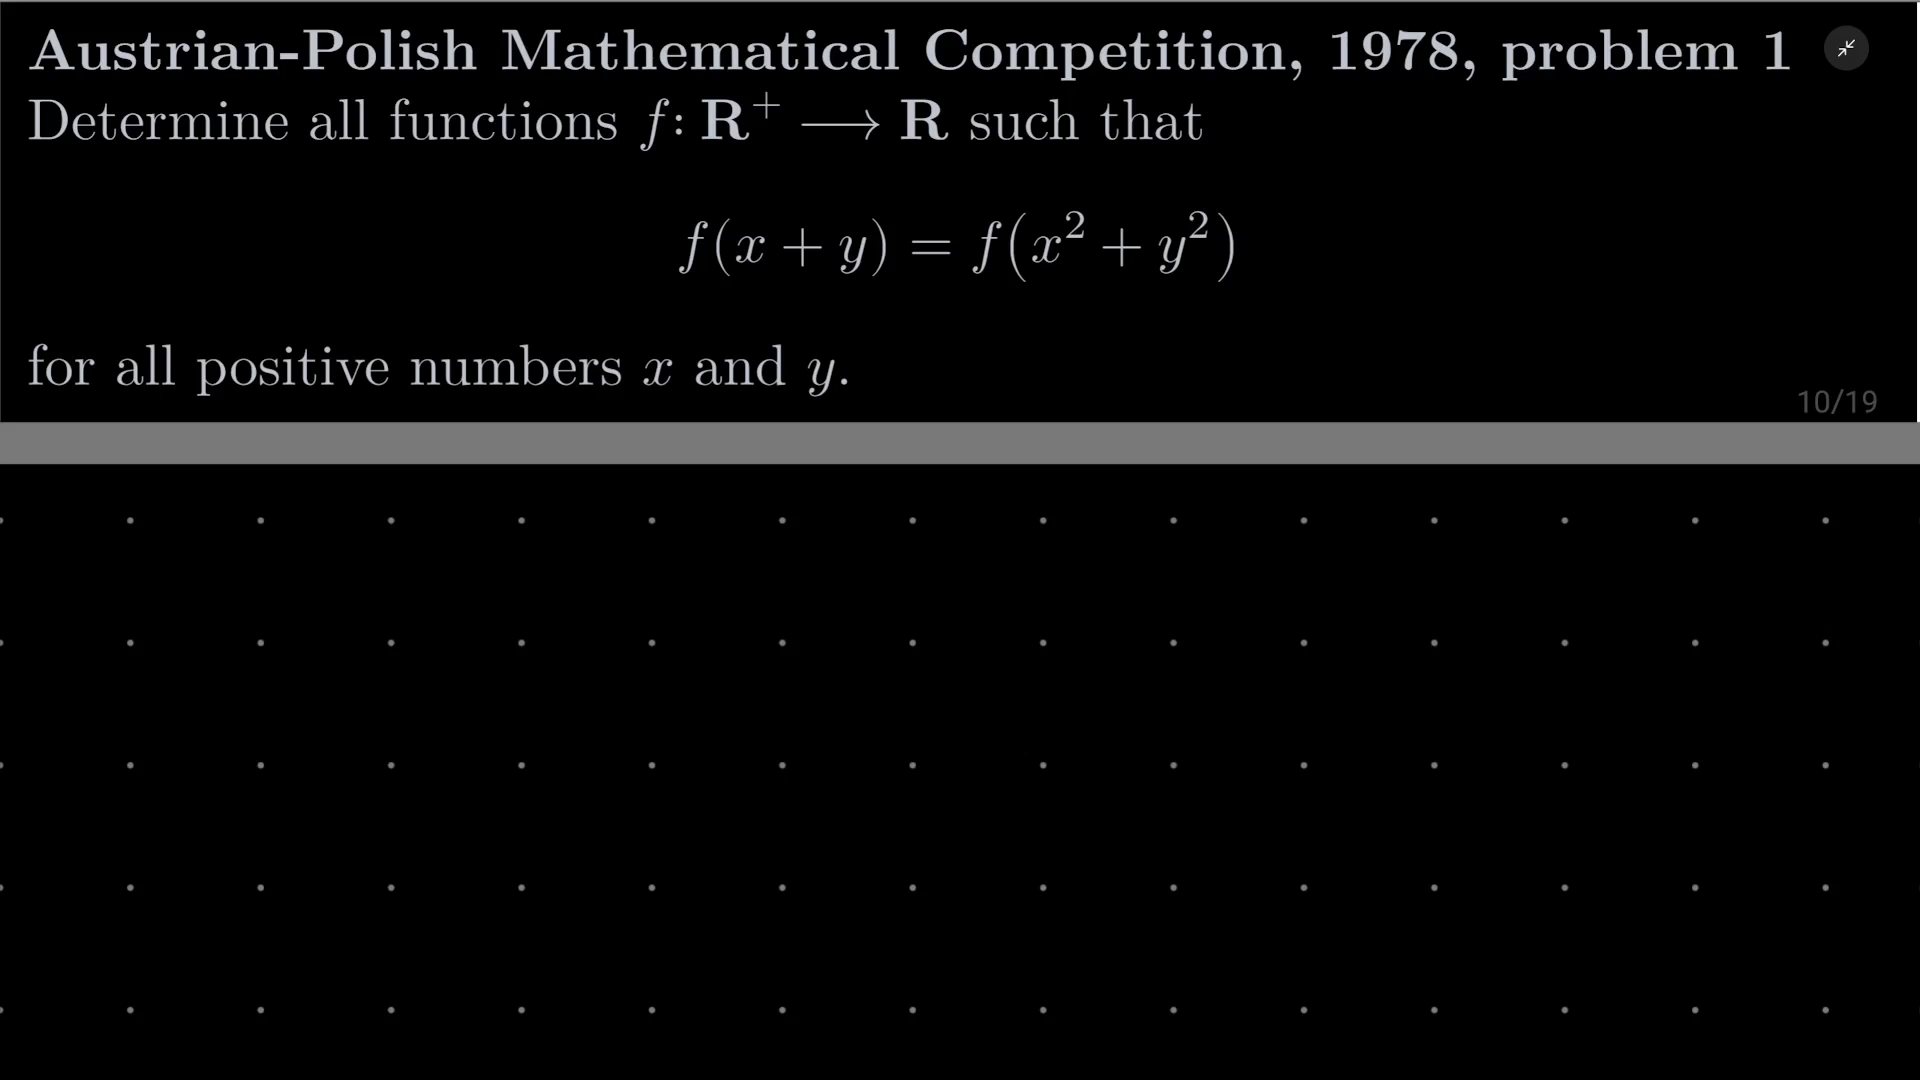 Austrian-Polish Mathematical Competition, 1978, problem 1
Determine all functions f: R⁺ ⟶ R such that
f(x + y) = f(x² + y²)
for all positive numbers x and y.
10/19